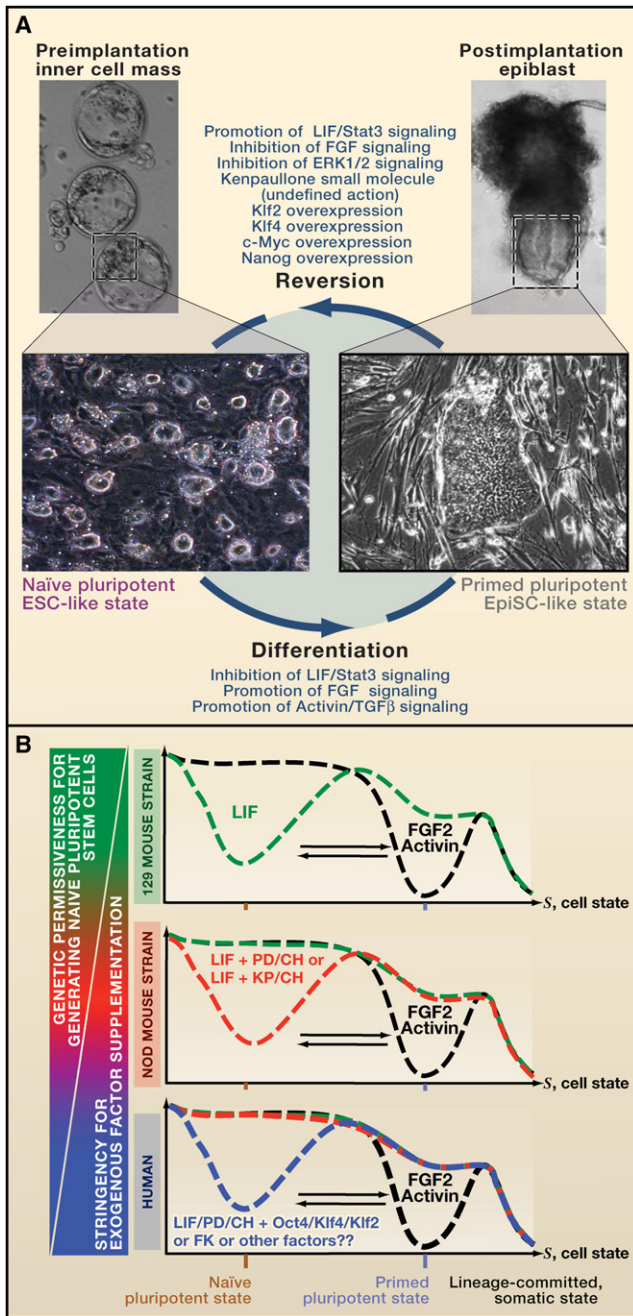 A
Preimplantation
inner cell mass
Postimplantation
epiblast
Promotion of LIF/Stat3 signaling
Inhibition of FGF signaling
Inhibition of ERK1/2 signaling
Kenpaullone small molecule
(undefined action)
Klf2 overexpression
Klf4 overexpression
c-Myc overexpression
Nanog overexpression
Reversion
Naïve pluripotent
ESC-like state
Primed pluripotent
EpiSC-like state
Differentiation
Inhibition of LIF/Stat3 signaling
Promotion of FGF signaling
Promotion of Activin/TGFβ signaling
B
GENETIC PERMISSIVENESS FOR
GENERATING NAIVE PLURIPOTENT
STEM CELLS
STRINGENCY FOR
EXOGENOUS FACTOR SUPPLEMENTATION
129 MOUSE STRAIN
LIF
FGF2
Activin
S, cell state
NOD MOUSE STRAIN
LIF + PD/CH or
LIF + KP/CH
FGF2
Activin
S, cell state
HUMAN
FGF2
Activin
LIF/PD/CH + Oct4/Klf4/Klf2
or FK or other factors??
S, cell state
Naïve
pluripotent state
Primed
pluripotent state
Lineage-committed,
somatic state